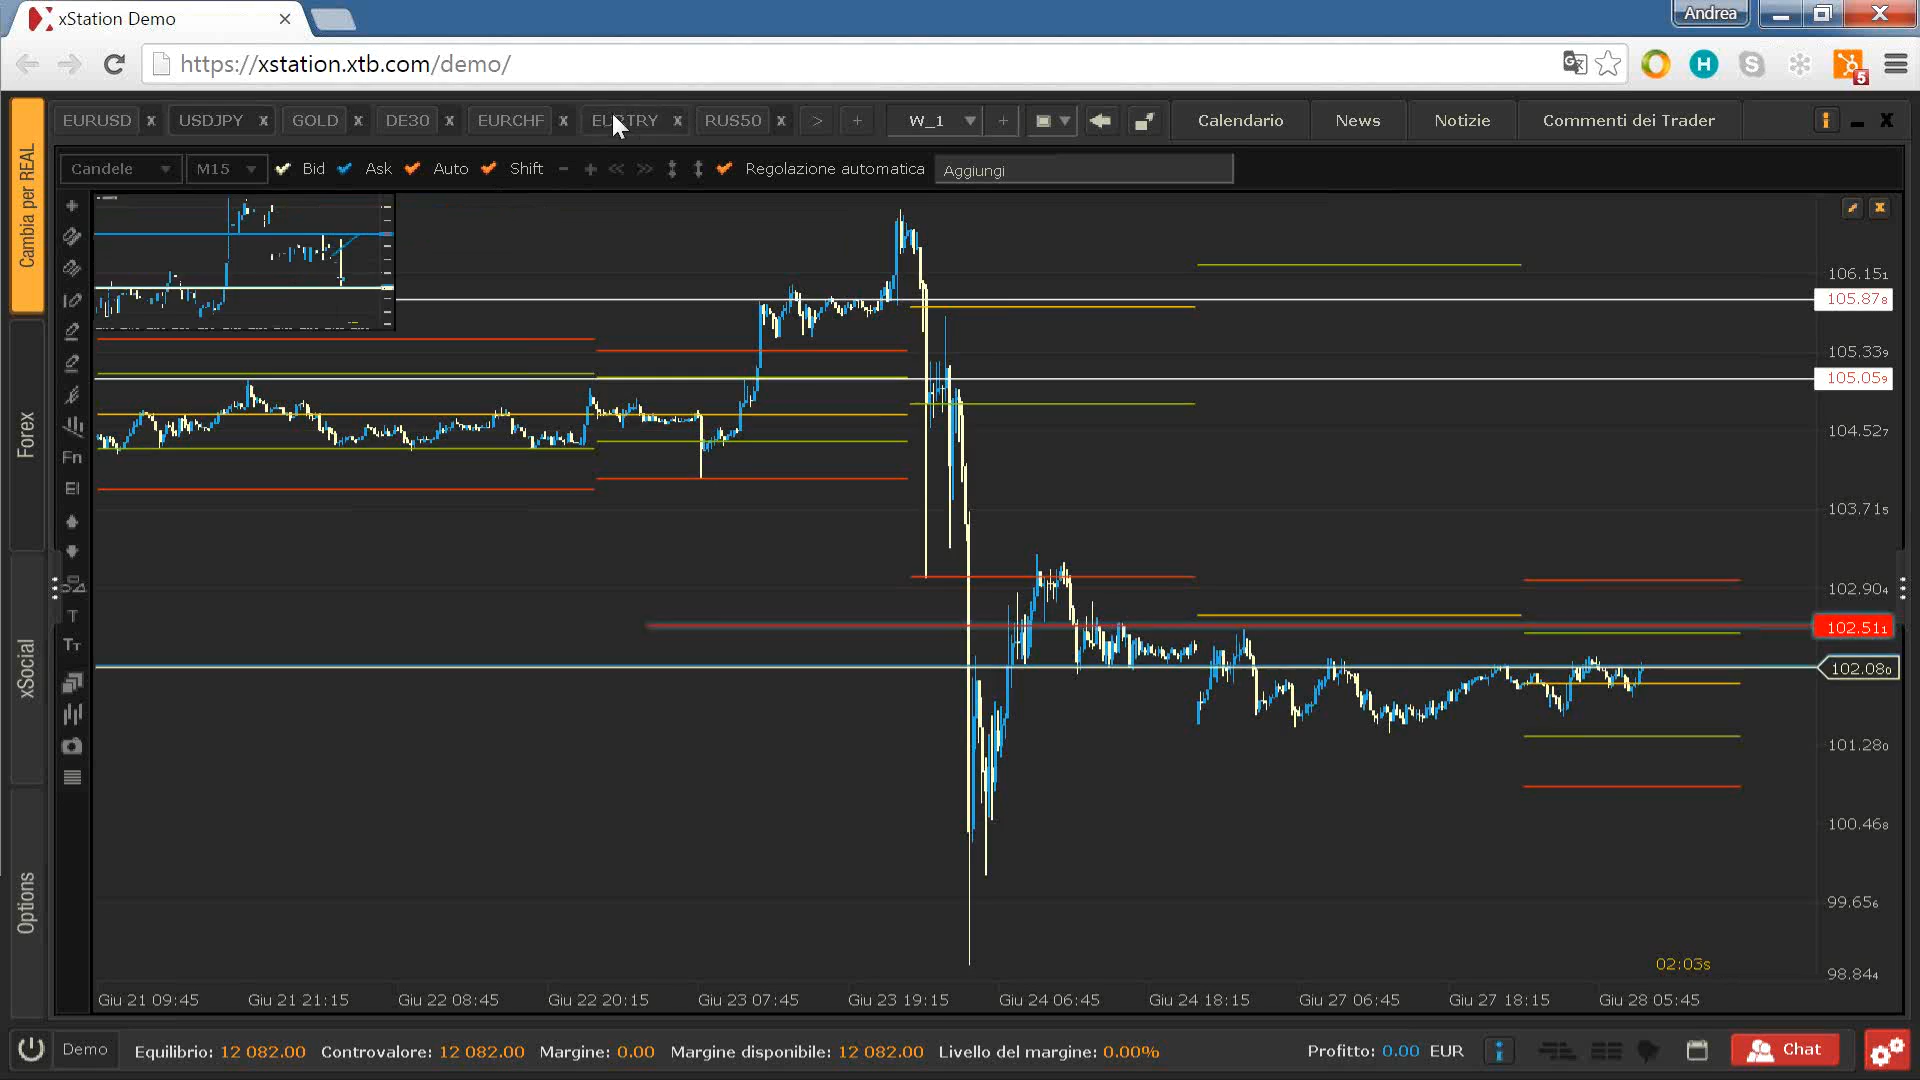 xStation Demo
Andrea
https://xstation.xtb.com/demo/
5
EURUSD USDJPY GOLD DE30 EURCHF EURTRY RUS50 > + W_1 + Calendario News Notizie Commenti dei Trader
Candele M15 Bid Ask Auto Shift Regolazione automatica Aggiungi
Cambia per REAL
Forex
xSocial
Options
Fn
EI
T
TT
106.151
105.878
105.339
105.059
104.527
103.715
102.904
102.511
102.080
101.280
100.468
99.656
98.844
02:03s
Giu 21 09:45 Giu 21 21:15 Giu 22 08:45 Giu 22 20:15 Giu 23 07:45 Giu 23 19:15 Giu 24 06:45 Giu 24 18:15 Giu 27 06:45 Giu 27 18:15 Giu 28 05:45
Demo Equilibrio: 12 082.00 Controvalore: 12 082.00 Margine: 0.00 Margine disponibile: 12 082.00 Livello del margine: 0.00% Profitto: 0.00 EUR Chat